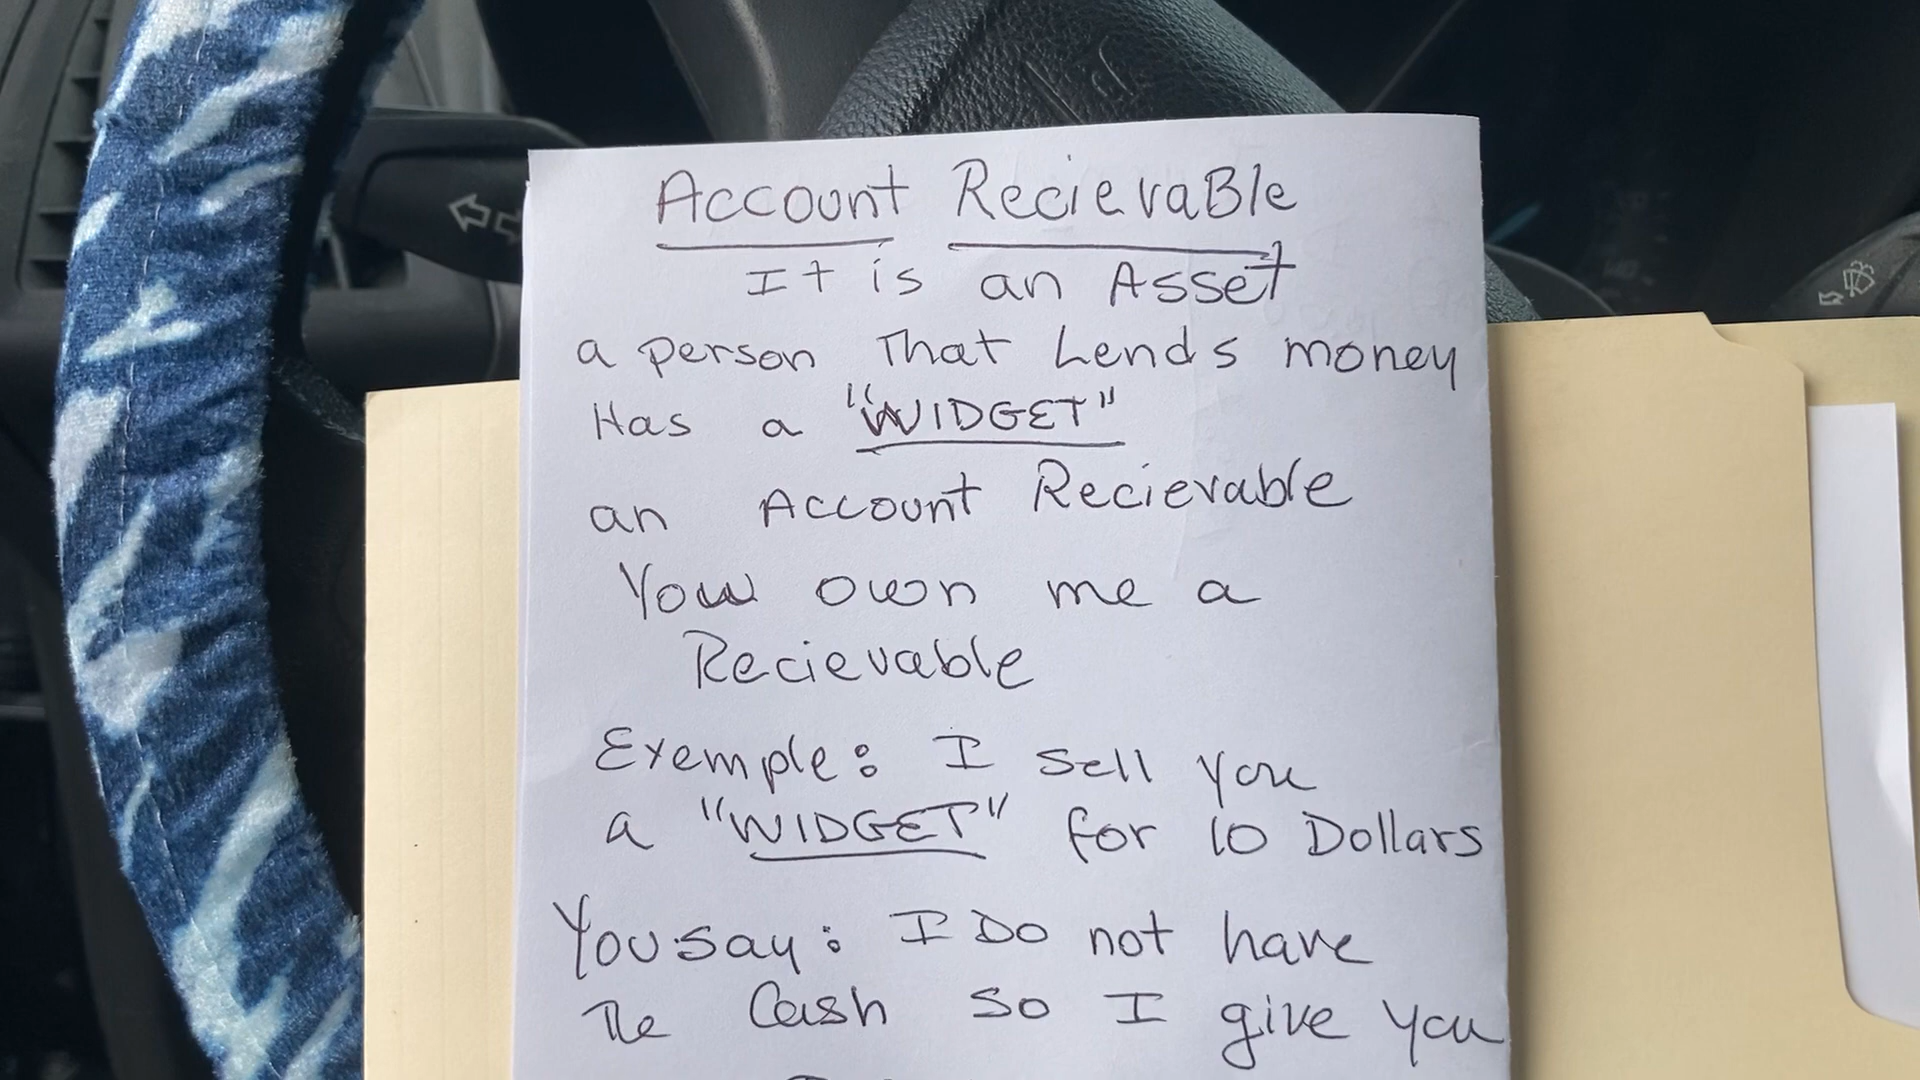 Account RecievaBle
It is an Asset
a person That Lends money
Has a "WIDGET"
an Account Recievable
You own me a
Recievable
Exemple: I sell you
a "WIDGET" for 10 Dollars
You say: I Do not have
The Cash so I give you